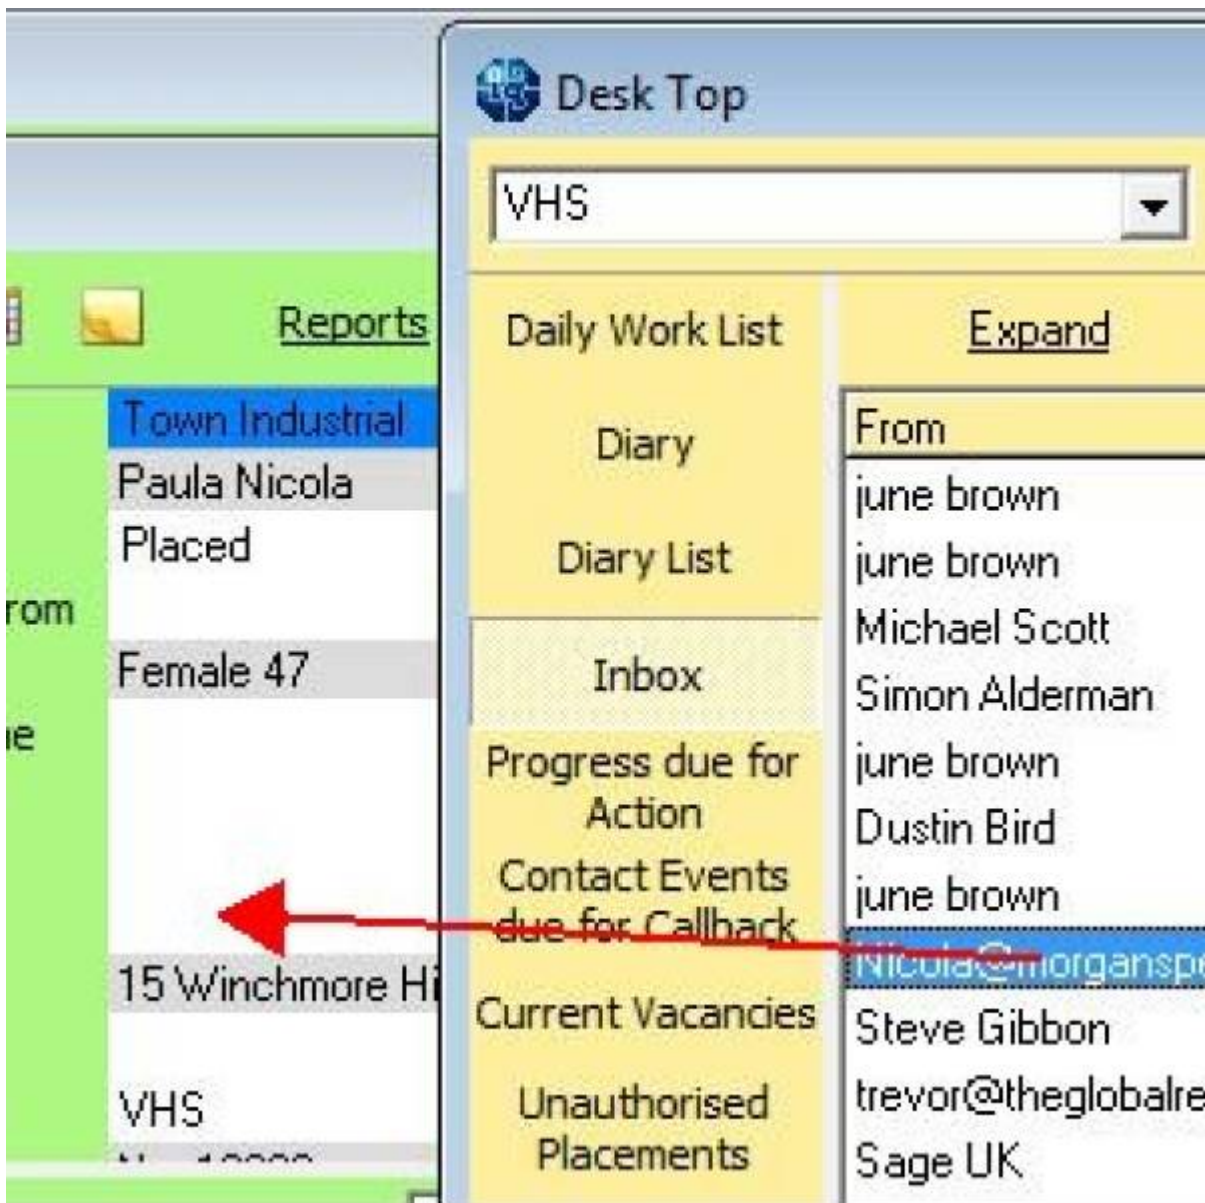 Desk Top
VHS
Reports
Daily Work List
Expand
Town Industrial
Diary
From
Paula Nicola
june brown
Placed
Diary List
june brown
rom
Michael Scott
Female 47
Inbox
Simon Alderman
Progress due for
Action
june brown
Dustin Bird
Contact Events
due for Callback
june brown
Nicola@morganspe
15 Winchmore Hi
Current Vacancies
Steve Gibbon
VHS
Unauthorised
Placements
trevor@theglobalre
Sage UK